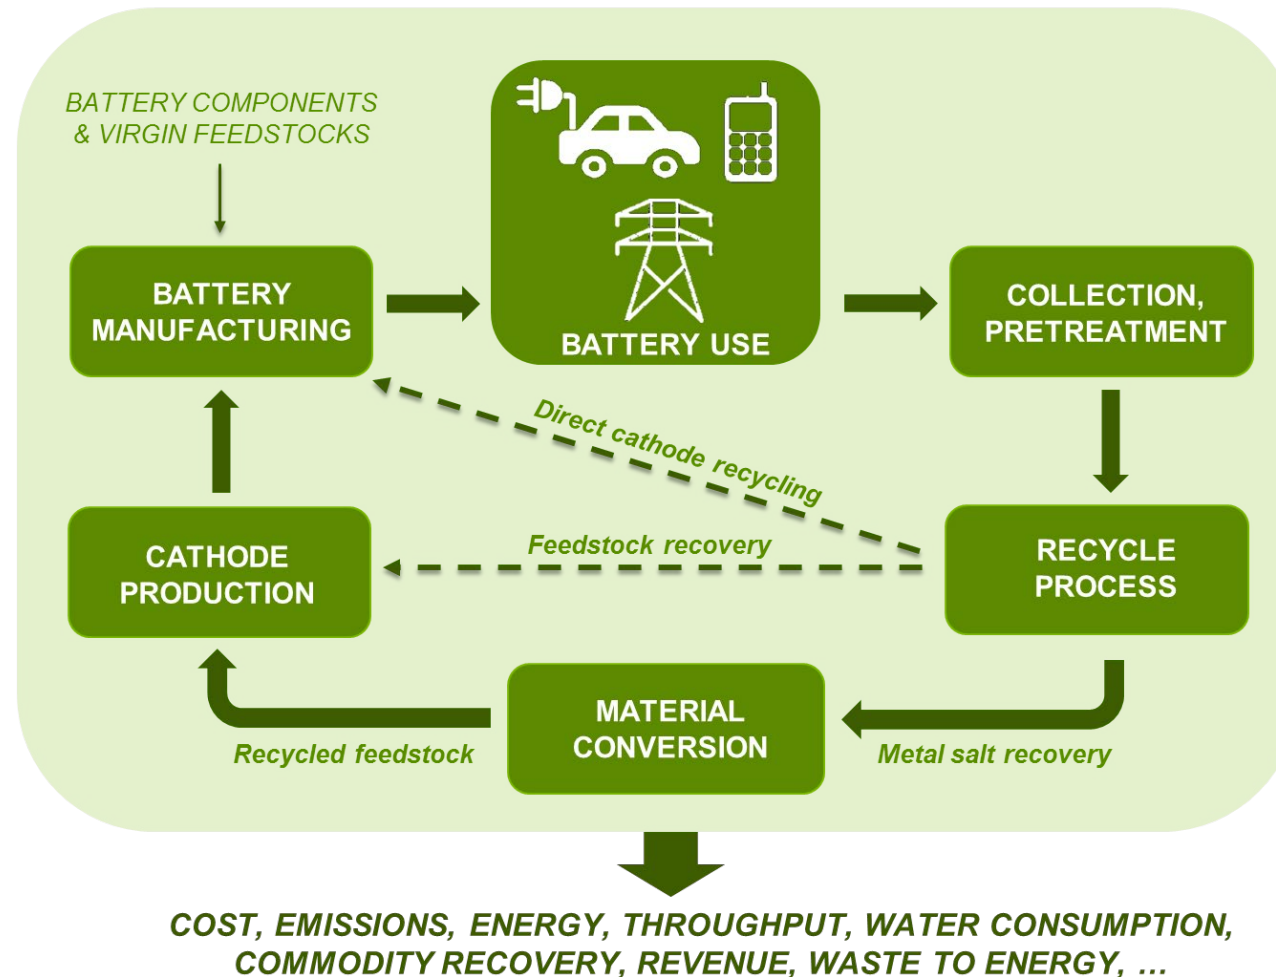 BATTERY COMPONENTS
& VIRGIN FEEDSTOCKS
BATTERY
MANUFACTURING
BATTERY USE
COLLECTION,
PRETREATMENT
Direct cathode recycling
Feedstock recovery
CATHODE
PRODUCTION
RECYCLE
PROCESS
MATERIAL
CONVERSION
Recycled feedstock
Metal salt recovery
COST, EMISSIONS, ENERGY, THROUGHPUT, WATER CONSUMPTION,
COMMODITY RECOVERY, REVENUE, WASTE TO ENERGY, ...